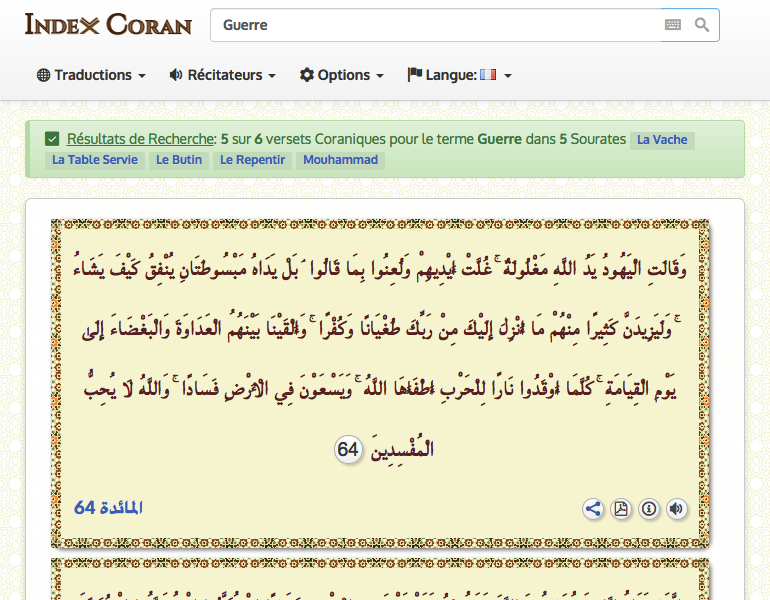 INDEX CORAN
Guerre
Traductions
Récitateurs
Options
Langue:
Résultats de Recherche: 5 sur 6 versets Coraniques pour le terme Guerre dans 5 Sourates La Vache
La Table Servie Le Butin Le Repentir Mouhammad
وَقَالَتِ الْيَهُودُ يَدُ اللَّهِ مَغْلُولَةٌ ۚ غُلَّتْ أَيْدِيهِمْ وَلُعِنُوا بِمَا قَالُوا ۘ بَلْ يَدَاهُ مَبْسُوطَتَانِ يُنْفِقُ كَيْفَ يَشَاءُ
ۚ وَلَيَزِيدَنَّ كَثِيرًا مِنْهُمْ مَا أُنْزِلَ إِلَيْكَ مِنْ رَبِّكَ طُغْيَانًا وَكُفْرًا ۚ وَأَلْقَيْنَا بَيْنَهُمُ الْعَدَاوَةَ وَالْبَغْضَاءَ إِلَى
يَوْمِ الْقِيَامَةِ ۚ كُلَّمَا أَوْقَدُوا نَارًا لِلْحَرْبِ أَطْفَأَهَا اللَّهُ ۚ وَيَسْعَوْنَ فِي الْأَرْضِ فَسَادًا ۚ وَاللَّهُ لَا يُحِبُّ
الْمُفْسِدِينَ 64
المائدة 64